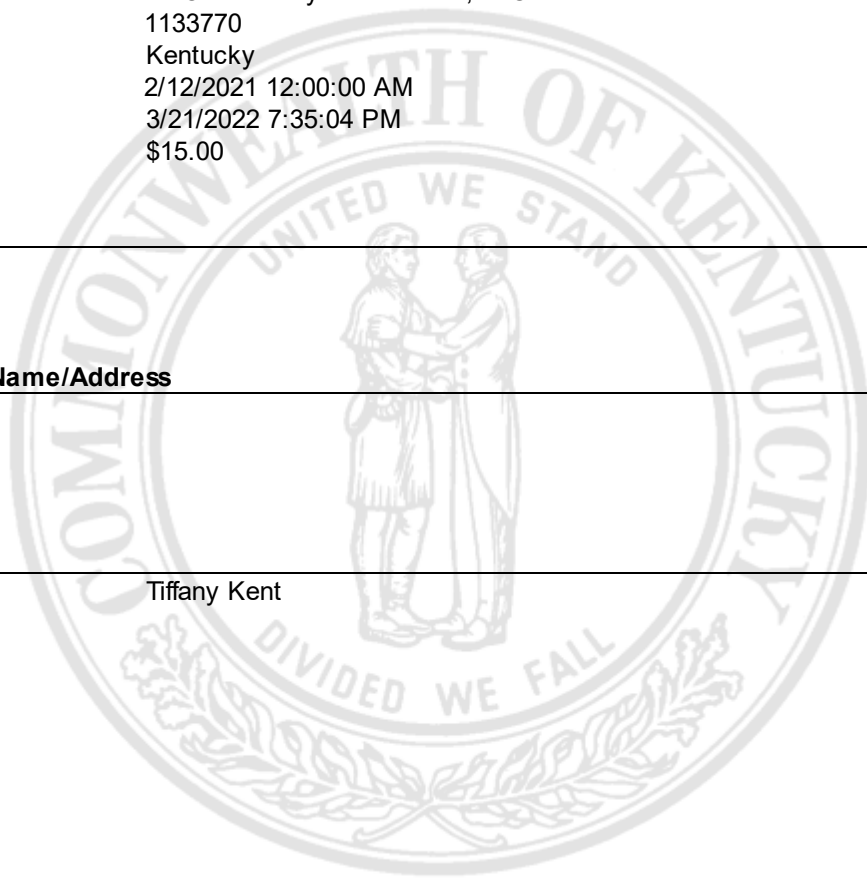 1133770
Kentucky
2/12/2021 12:00:00 AM
3/21/2022 7:35:04 PM
$15.00
COMMONWEALTH OF KENTUCKY
UNITED WE STAND
Name/Address
Tiffany Kent
DIVIDED WE FALL